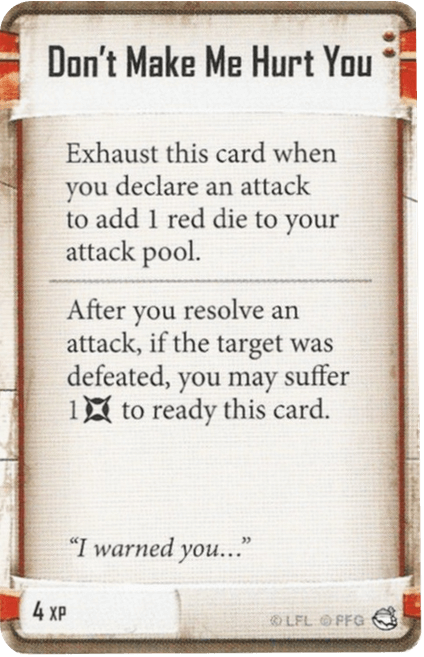 Don't Make Me Hurt You
Exhaust this card when
you declare an attack
to add 1 red die to your
attack pool.
After you resolve an
attack, if the target was
defeated, you may suffer
1 to ready this card.
"I warned you..."
4 XP
© LFL © FFG